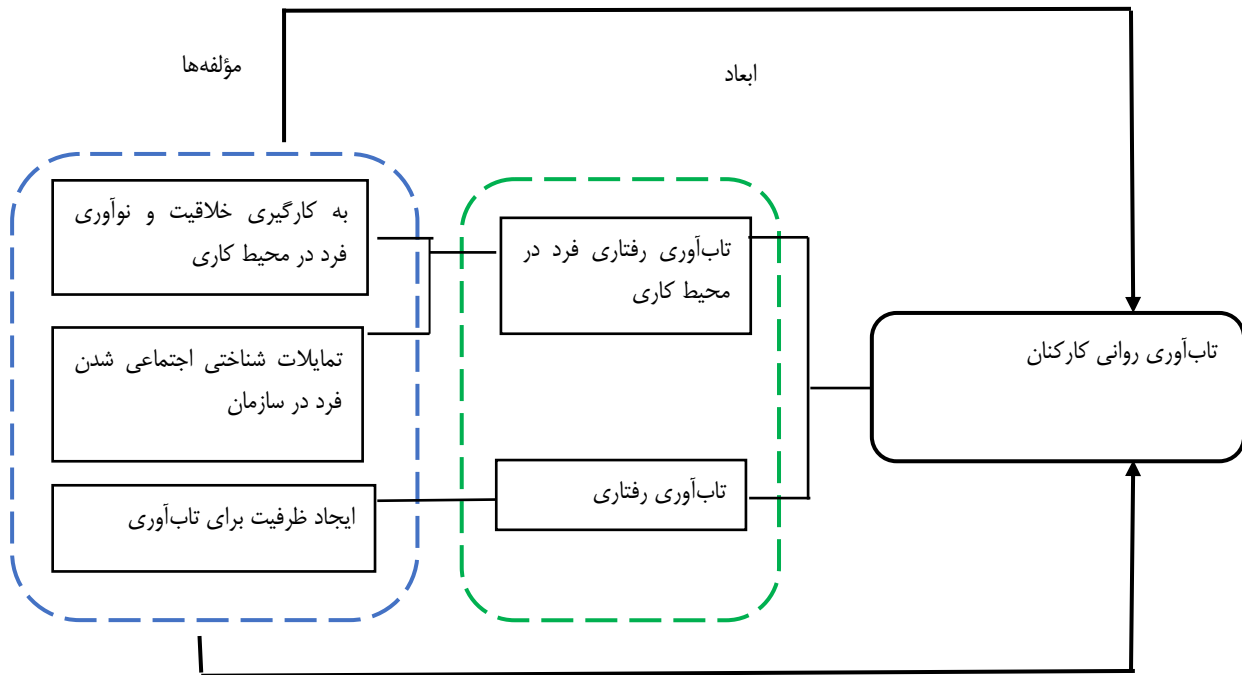 مؤلفه‌ها
ابعاد
به کارگیری خلاقیت و نوآوری
فرد در محیط کاری
تمایلات شناختی اجتماعی شدن
فرد در سازمان
ایجاد ظرفیت برای تاب‌آوری
تاب‌آوری رفتاری فرد در
محیط کاری
تاب‌آوری رفتاری
تاب‌آوری روانی کارکنان